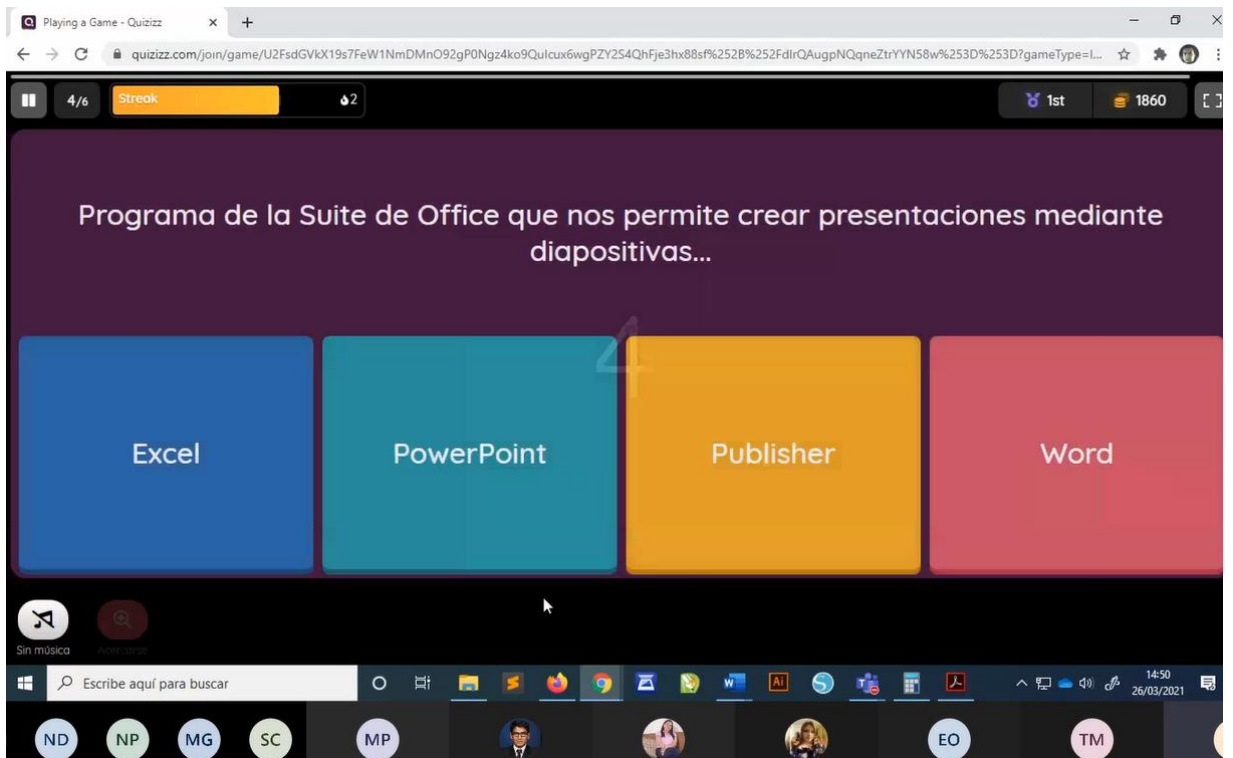 Playing a Game - Quizizz
quizizz.com/join/game/U2FsdGVkX19s7FeW1NmDMnO92gP0Ngz4ko9Qulcux6wgPZY2S4QhFje3hx88sf%252B%252FdIrQAugpNQqneZtrYYN58w%253D%253D?gameType=l...
4/6
Streak
2
1st
1860
Programa de la Suite de Office que nos permite crear presentaciones mediante
diapositivas...
4
Excel
PowerPoint
Publisher
Word
Sin música
Acercarse
Escribe aquí para buscar
Ai
14:50
26/03/2021
ND
NP
MG
SC
MP
EO
TM